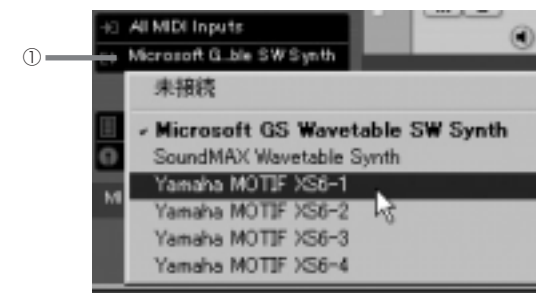 All MIDI Inputs
① Microsoft G...ble SW Synth
未接続
✓ Microsoft GS Wavetable SW Synth
SoundMAX Wavetable Synth
Yamaha MOTIF XS6-1
MI
Yamaha MOTIF XS6-2
Yamaha MOTIF XS6-3
Yamaha MOTIF XS6-4